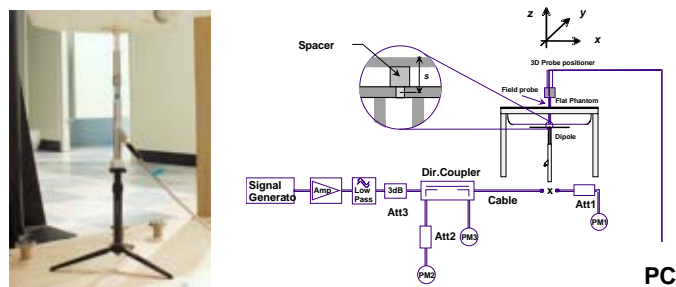 z
y
x
3D Probe positioner
Spacer
s
Field probe
Flat Phantom
Dipole
Dir.Coupler
Signal
Generato
Amp
Low
Pass
3dB
Cable
x
Att1
Att3
Att2
PM3
PM1
PM2
PC